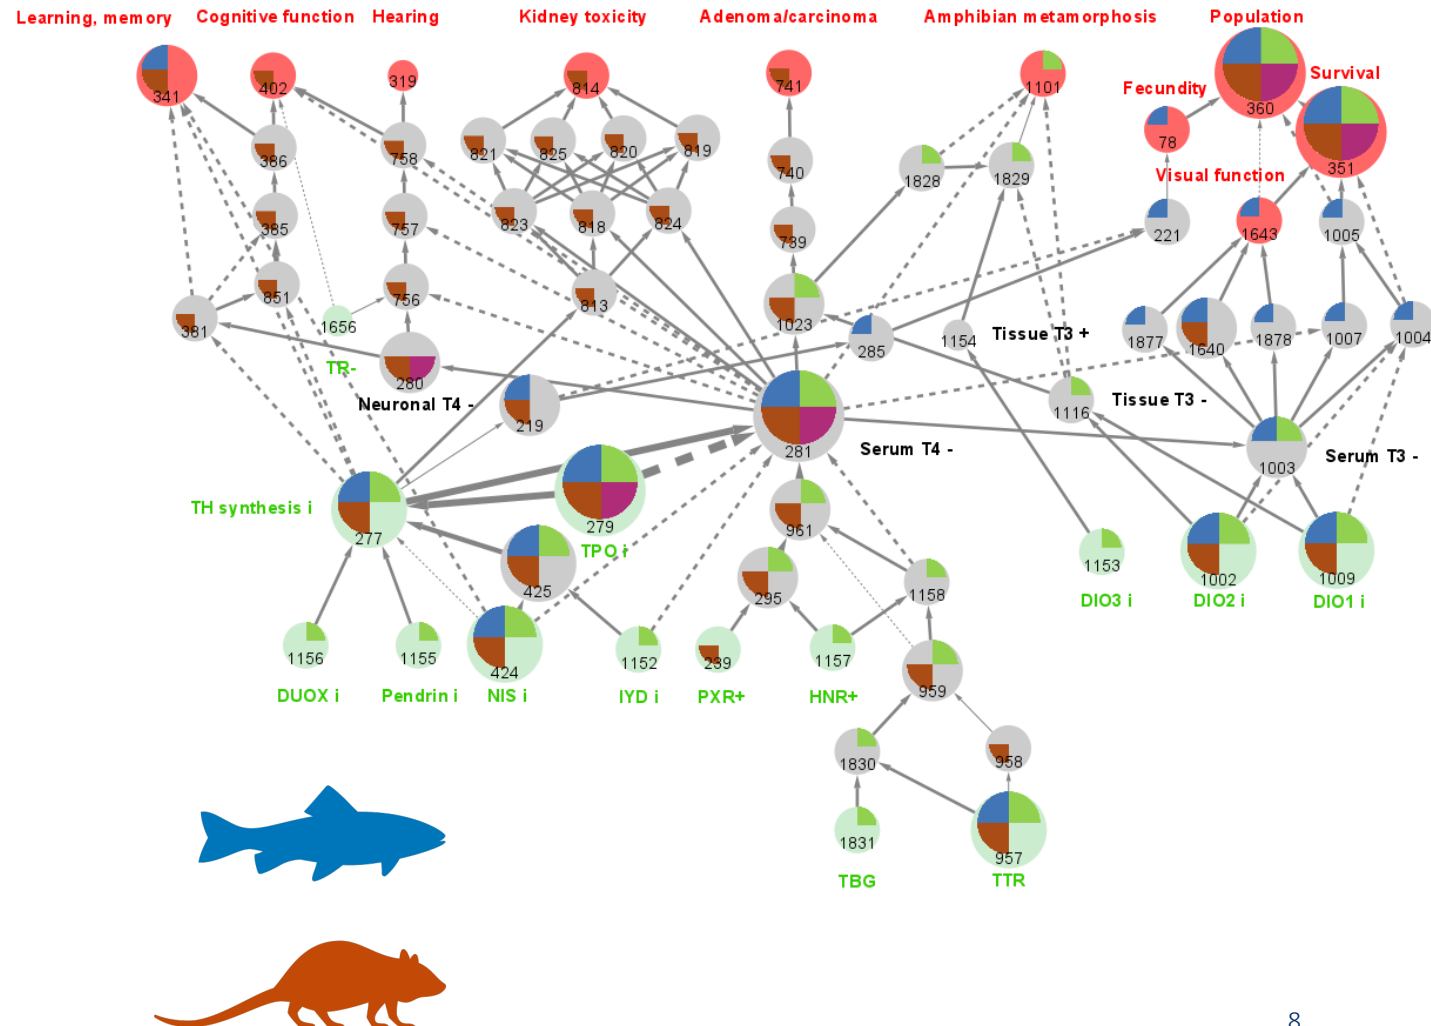 Learning, memory Cognitive function Hearing Kidney toxicity Adenoma/carcinoma Amphibian metamorphosis Population
Survival
341 402 319 814 741 1101 Fecundity 360
78
821 825 820 819 386 758 740 1828 1829 Visual function 351
385 757 823 818 824 739 221 1643 1005
851 756 813 381 1656 1023 285 1154 Tissue T3 + 1877 1640 1878 1007 1004
TR- 280
Neuronal T4 - 219 1116 Tissue T3 -
281 Serum T4 - 1003 Serum T3 -
TH synthesis i 277 279 961
TPO i
425 295 1158 1153 1002 1009
DIO3 i DIO2 i DIO1 i
1156 1155 424 1152 239 1157
DUOX i Pendrin i NIS i IYD i PXR+ HNR+
959
1830 958
1831 957
TBG TTR
8